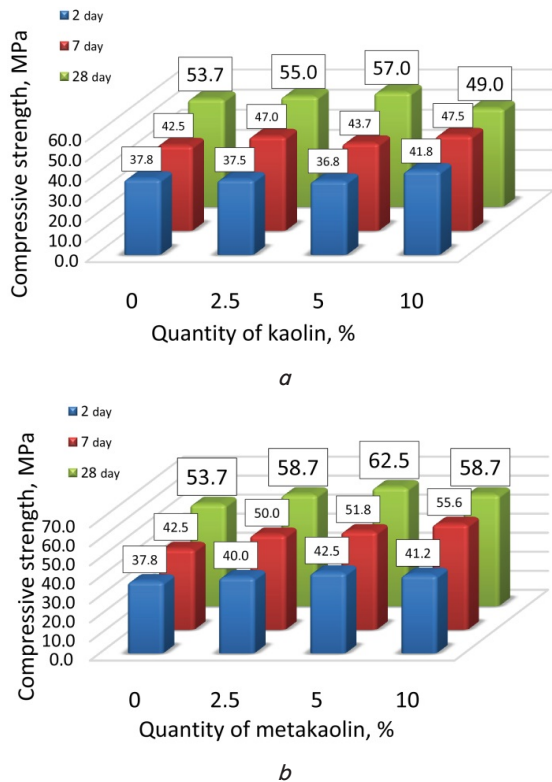 2 day
7 day
28 day
Compressive strength, MPa
60.0
50.0
40.0
30.0
20.0
10.0
0.0
53.7 55.0 57.0 49.0
42.5 47.0 43.7 47.5
37.8 37.5 36.8 41.8
0 2.5 5 10
Quantity of kaolin, %
a
2 day
7 day
28 day
Compressive strength, MPa
70.0
60.0
50.0
40.0
30.0
20.0
10.0
0.0
53.7 58.7 62.5 58.7
42.5 50.0 51.8 55.6
37.8 40.0 42.5 41.2
0 2.5 5 10
Quantity of metakaolin, %
b